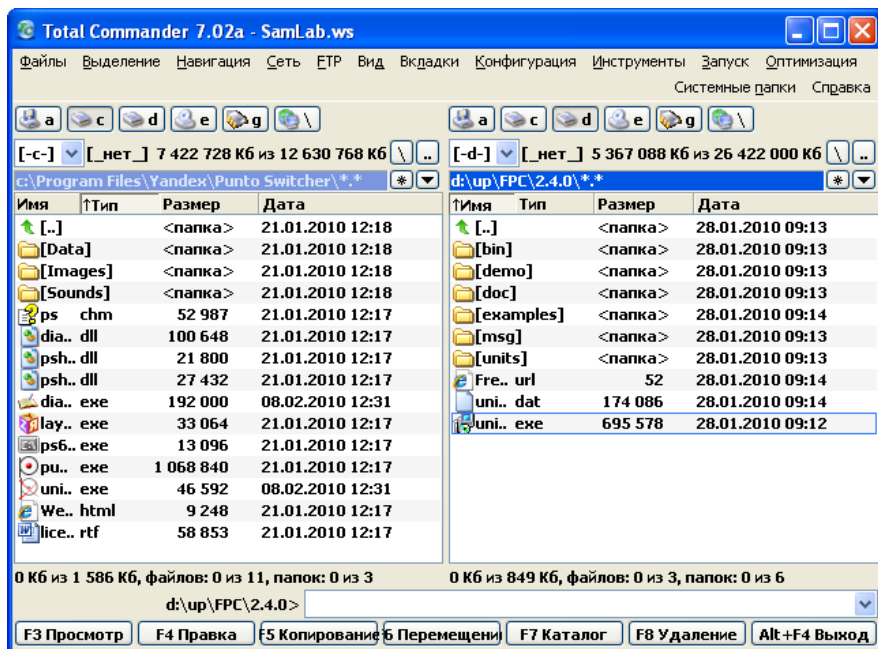 Total Commander 7.02a - SamLab.ws
Файлы Выделение Навигация Сеть FTP Вид Вкладки Конфигурация Инструменты Запуск Оптимизация
Системные папки Справка
a c d e g \ a c d e g \
[-c-] [_нет_] 7 422 728 Кб из 12 630 768 Кб \ .. [-d-] [_нет_] 5 367 088 Кб из 26 422 000 Кб \ ..
c:\Program Files\Yandex\Punto Switcher\*.* * ▼ d:\up\FPC\2.4.0\*.* * ▼
Имя ↑Тип Размер Дата ↑Имя Тип Размер Дата
[..] <папка> 21.01.2010 12:18 [..] <папка> 28.01.2010 09:13
[Data] <папка> 21.01.2010 12:18 [bin] <папка> 28.01.2010 09:13
[Images] <папка> 21.01.2010 12:18 [demo] <папка> 28.01.2010 09:13
[Sounds] <папка> 21.01.2010 12:18 [doc] <папка> 28.01.2010 09:13
ps chm 52 987 21.01.2010 12:17 [examples] <папка> 28.01.2010 09:14
dia.. dll 100 648 21.01.2010 12:17 [msg] <папка> 28.01.2010 09:13
psh.. dll 21 800 21.01.2010 12:17 [units] <папка> 28.01.2010 09:13
psh.. dll 27 432 21.01.2010 12:17 Fre.. url 52 28.01.2010 09:14
dia.. exe 192 000 08.02.2010 12:31 uni.. dat 174 086 28.01.2010 09:14
lay.. exe 33 064 21.01.2010 12:17 uni.. exe 695 578 28.01.2010 09:12
ps6.. exe 13 096 21.01.2010 12:17
pu.. exe 1 068 840 21.01.2010 12:17
uni.. exe 46 592 08.02.2010 12:31
We.. html 9 248 21.01.2010 12:17
lice.. rtf 58 853 21.01.2010 12:17
0 Кб из 1 586 Кб, файлов: 0 из 11, папок: 0 из 3 0 Кб из 849 Кб, файлов: 0 из 3, папок: 0 из 6
d:\up\FPC\2.4.0>
F3 Просмотр F4 Правка F5 Копирование 6 Перемещени F7 Каталог F8 Удаление Alt+F4 Выход